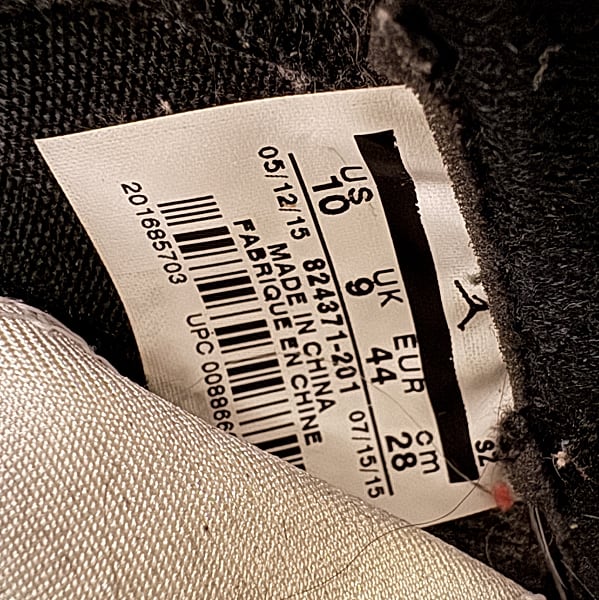 US UK EUR cm
10 9 44 28
05/12/15 824371-201 07/15/15
MADE IN CHINA
FABRIQUE EN CHINE
201685703 UPC 00886